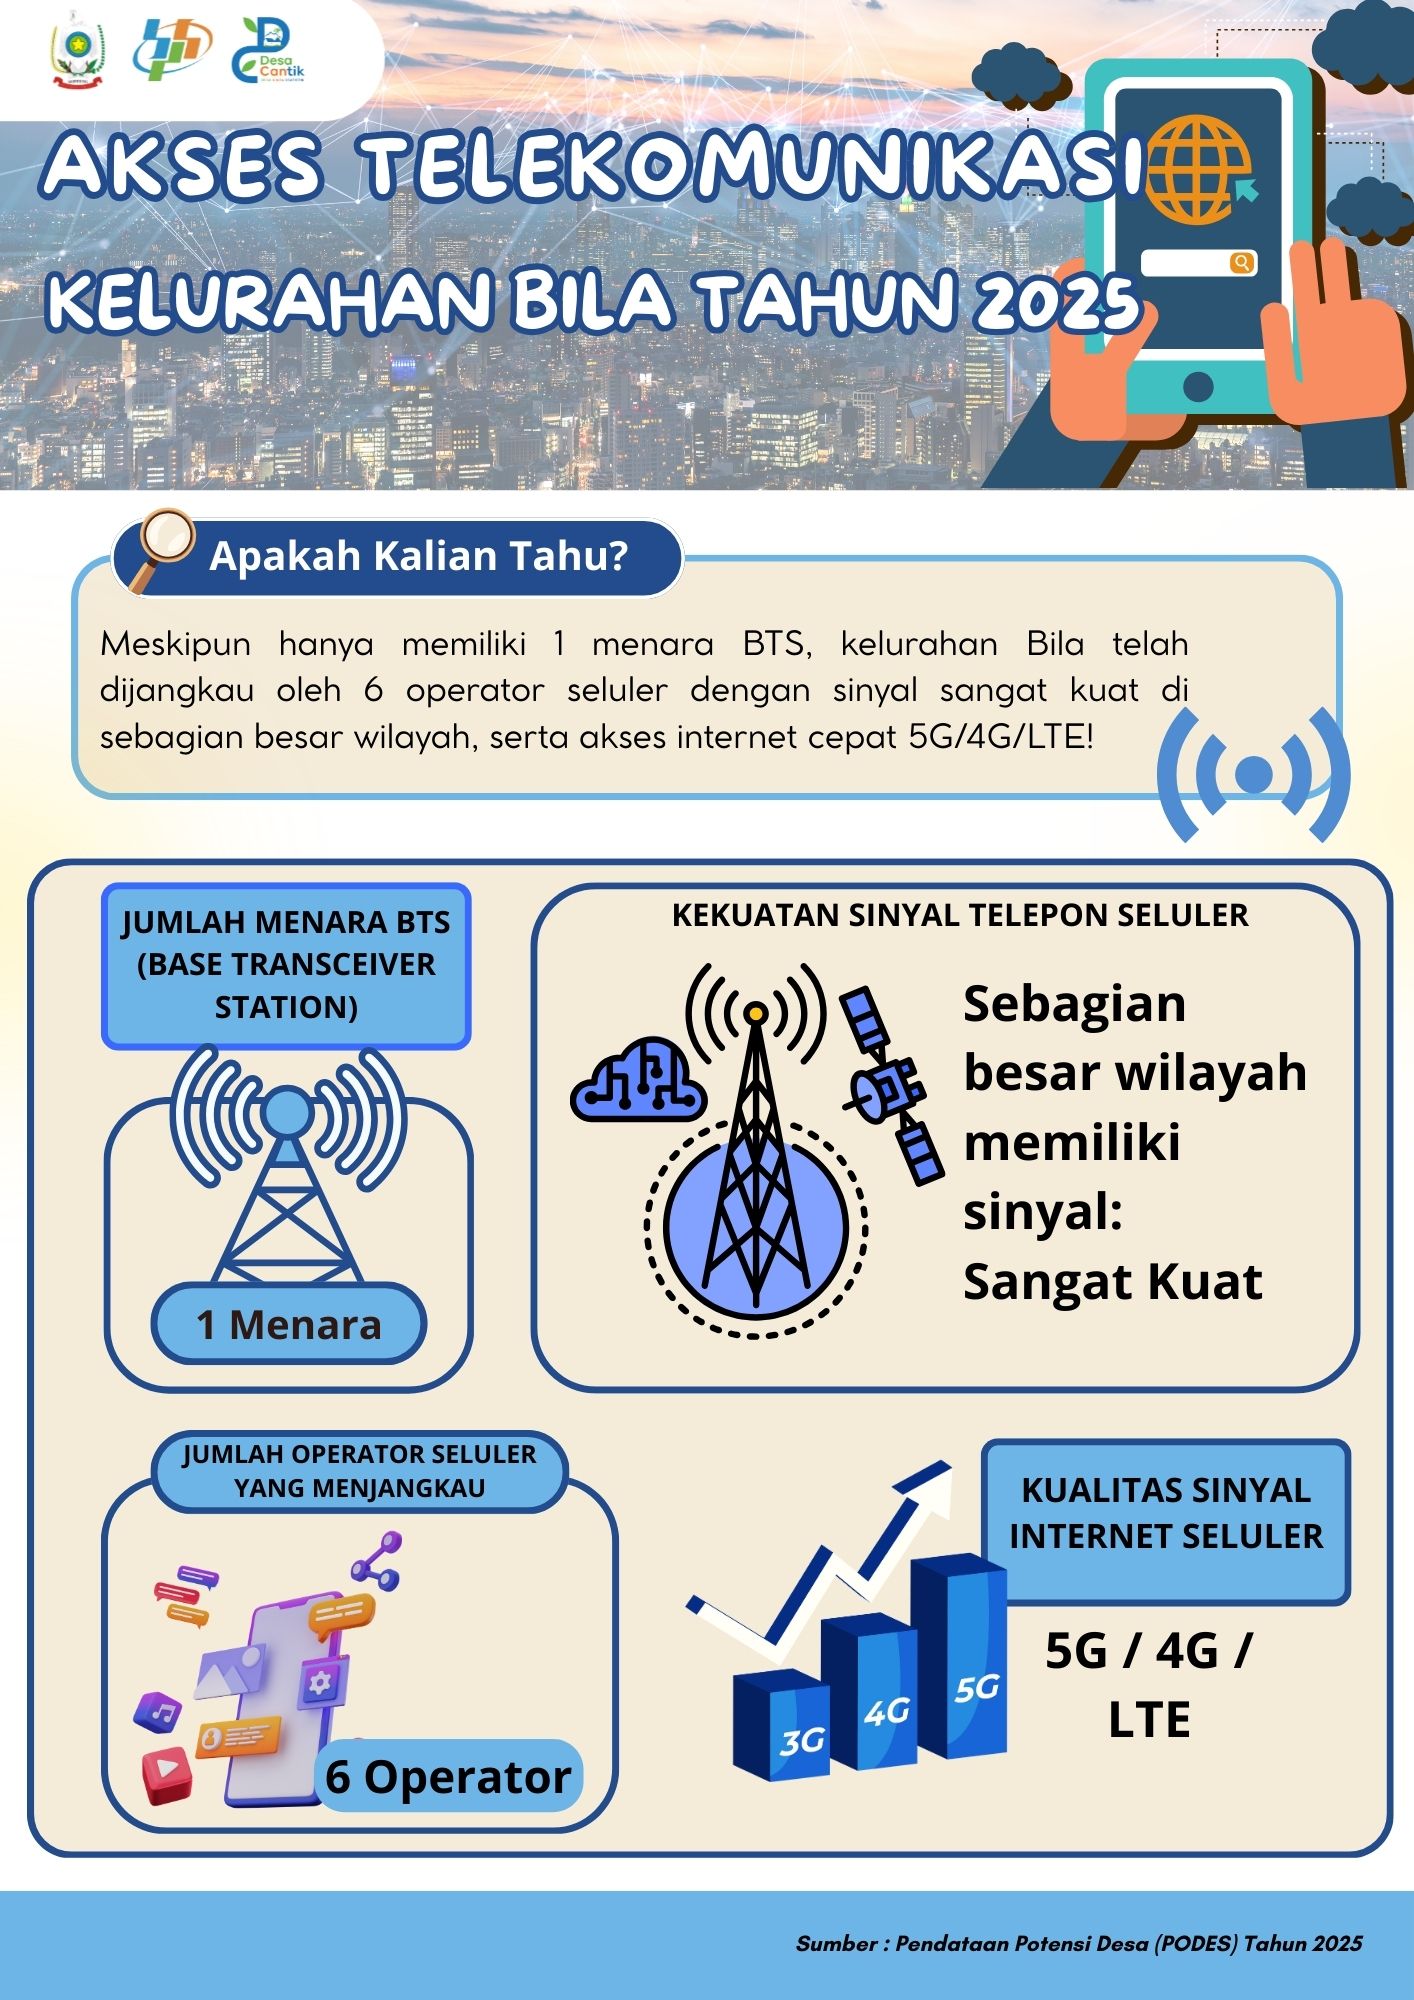 Desa
Cantik
AKSES TELEKOMUNIKASI
KELURAHAN BILA TAHUN 2025
Apakah Kalian Tahu?
Meskipun hanya memiliki 1 menara BTS, kelurahan Bila telah
dijangkau oleh 6 operator seluler dengan sinyal sangat kuat di
sebagian besar wilayah, serta akses internet cepat 5G/4G/LTE!
JUMLAH MENARA BTS
(BASE TRANSCEIVER
STATION)
1 Menara
KEKUATAN SINYAL TELEPON SELULER
Sebagian
besar wilayah
memiliki
sinyal:
Sangat Kuat
JUMLAH OPERATOR SELULER
YANG MENJANGKAU
6 Operator
3G
4G
5G
KUALITAS SINYAL
INTERNET SELULER
5G / 4G /
LTE
Sumber : Pendataan Potensi Desa (PODES) Tahun 2025